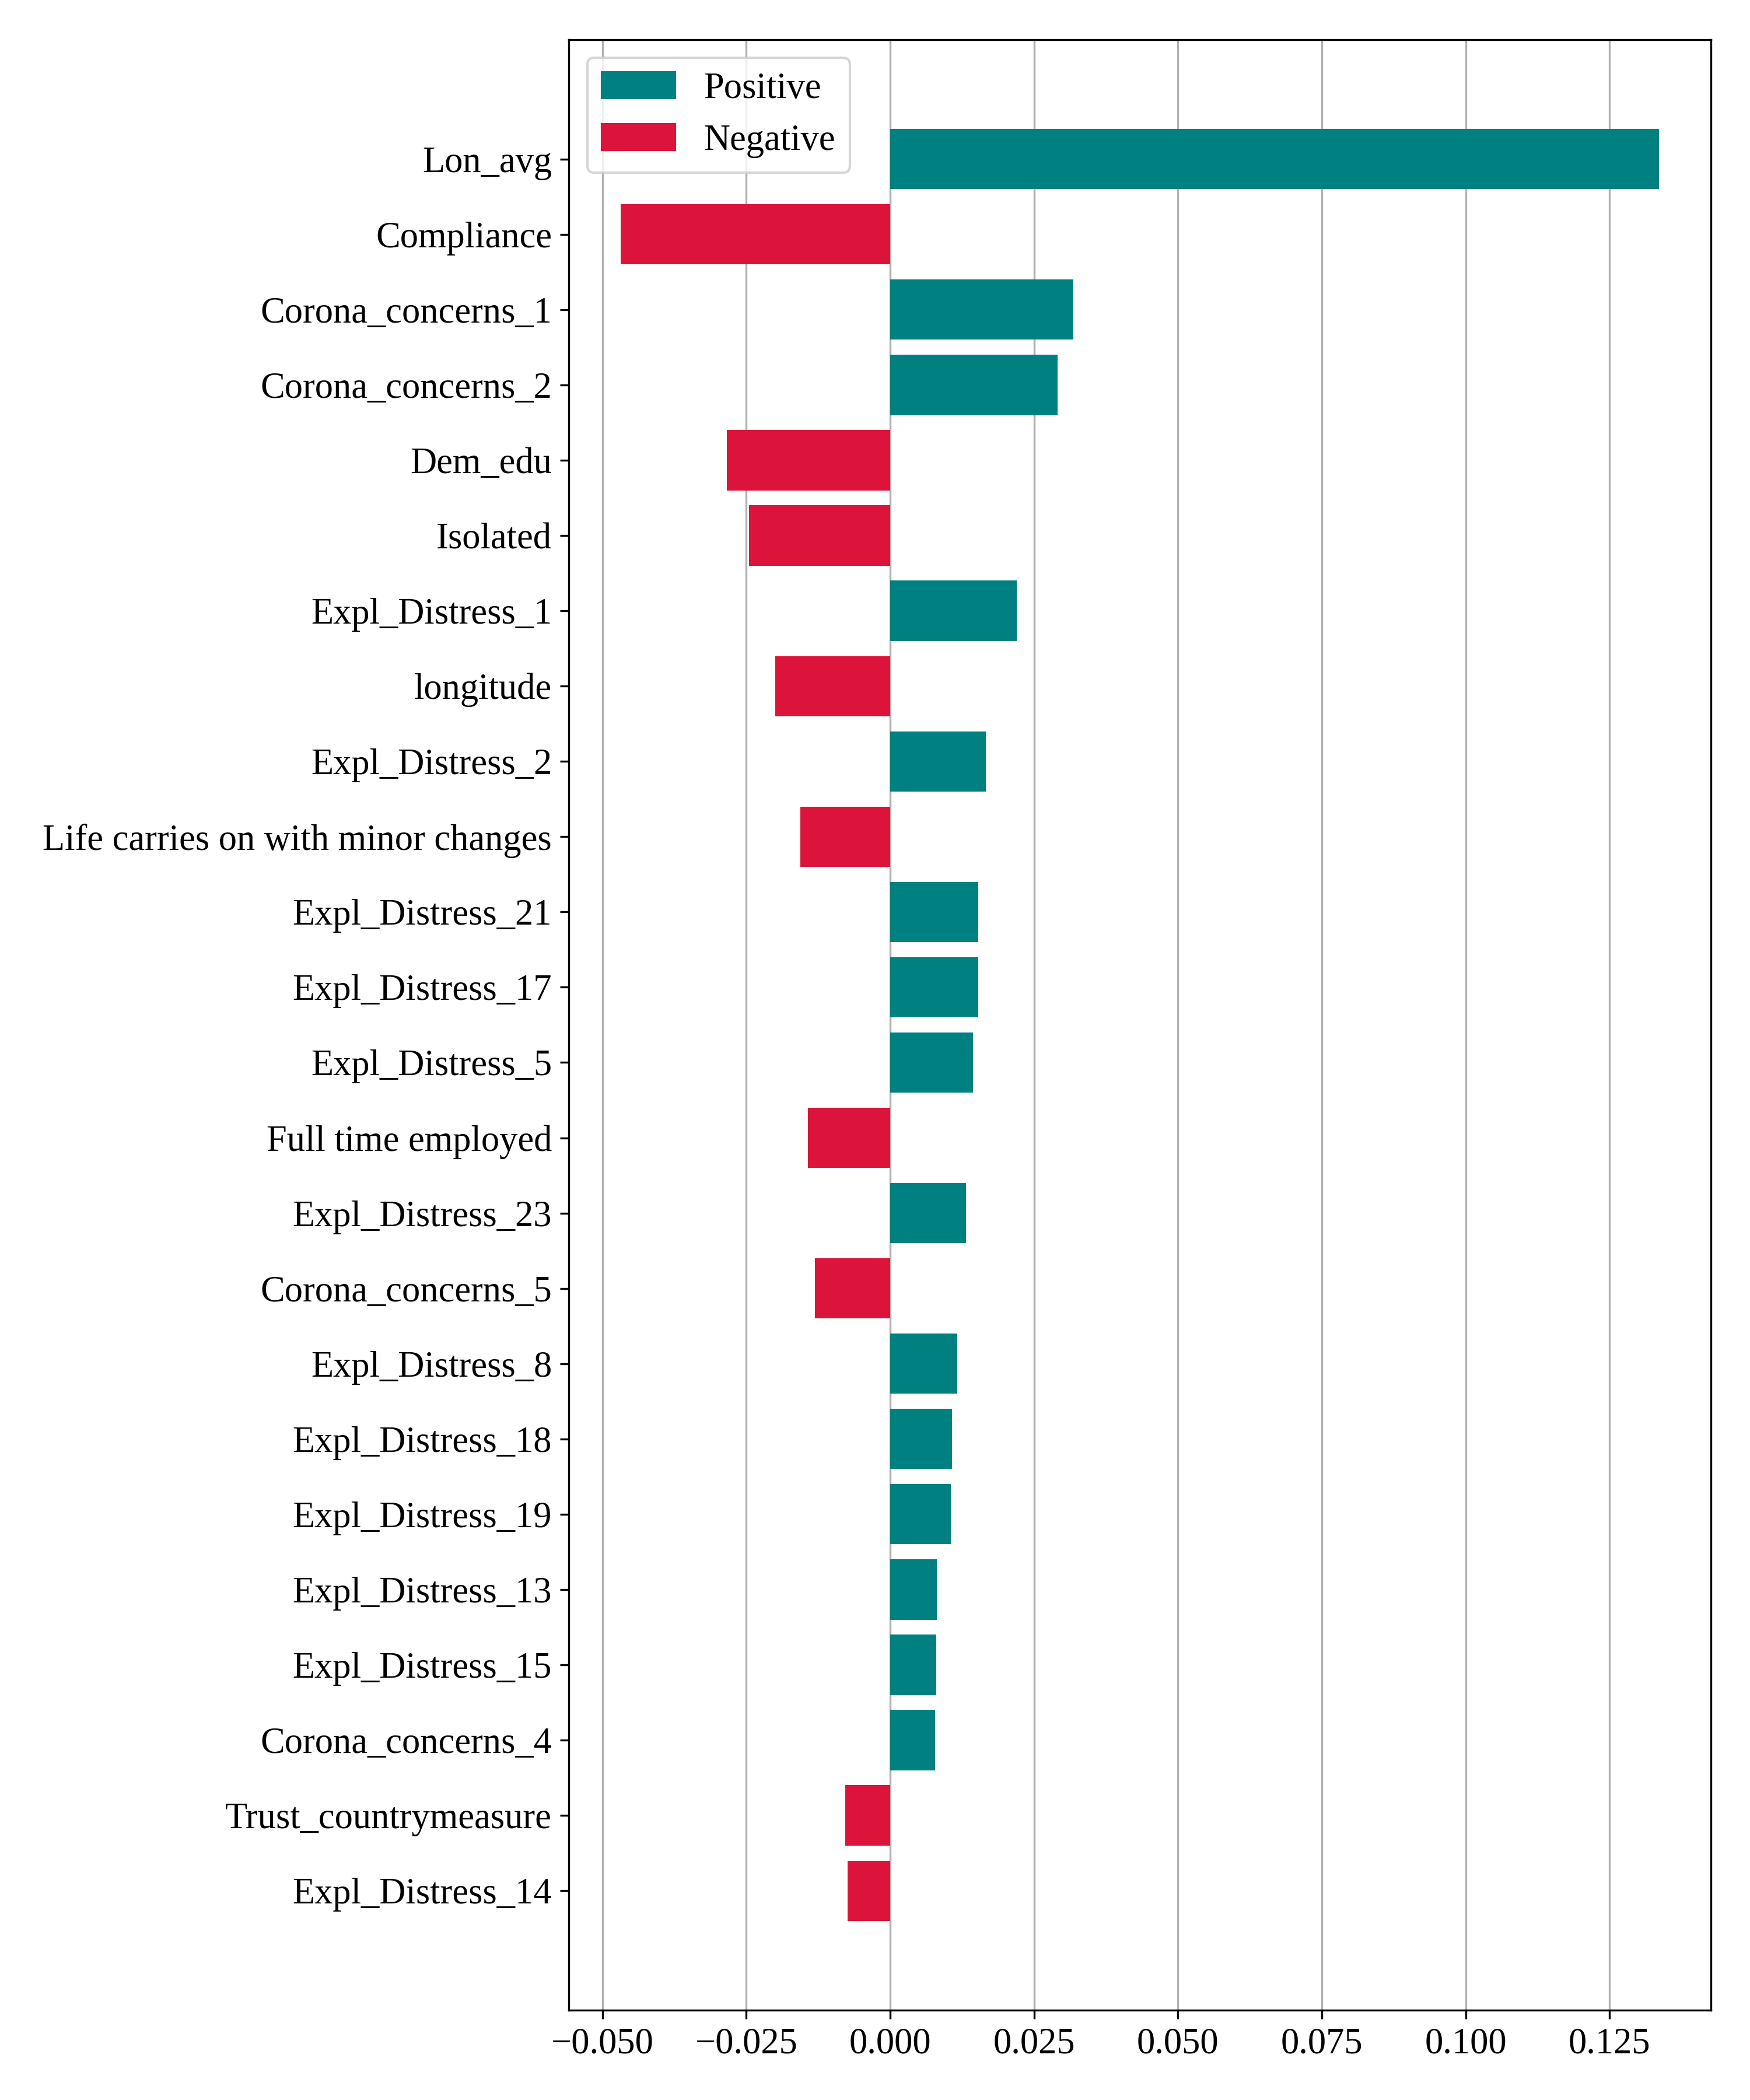 Positive
Negative
Lon_avg
Compliance
Corona_concerns_1
Corona_concerns_2
Dem_edu
Isolated
Expl_Distress_1
longitude
Expl_Distress_2
Life carries on with minor changes
Expl_Distress_21
Expl_Distress_17
Expl_Distress_5
Full time employed
Expl_Distress_23
Corona_concerns_5
Expl_Distress_8
Expl_Distress_18
Expl_Distress_19
Expl_Distress_13
Expl_Distress_15
Corona_concerns_4
Trust_countrymeasure
Expl_Distress_14
−0.050 −0.025 0.000 0.025 0.050 0.075 0.100 0.125